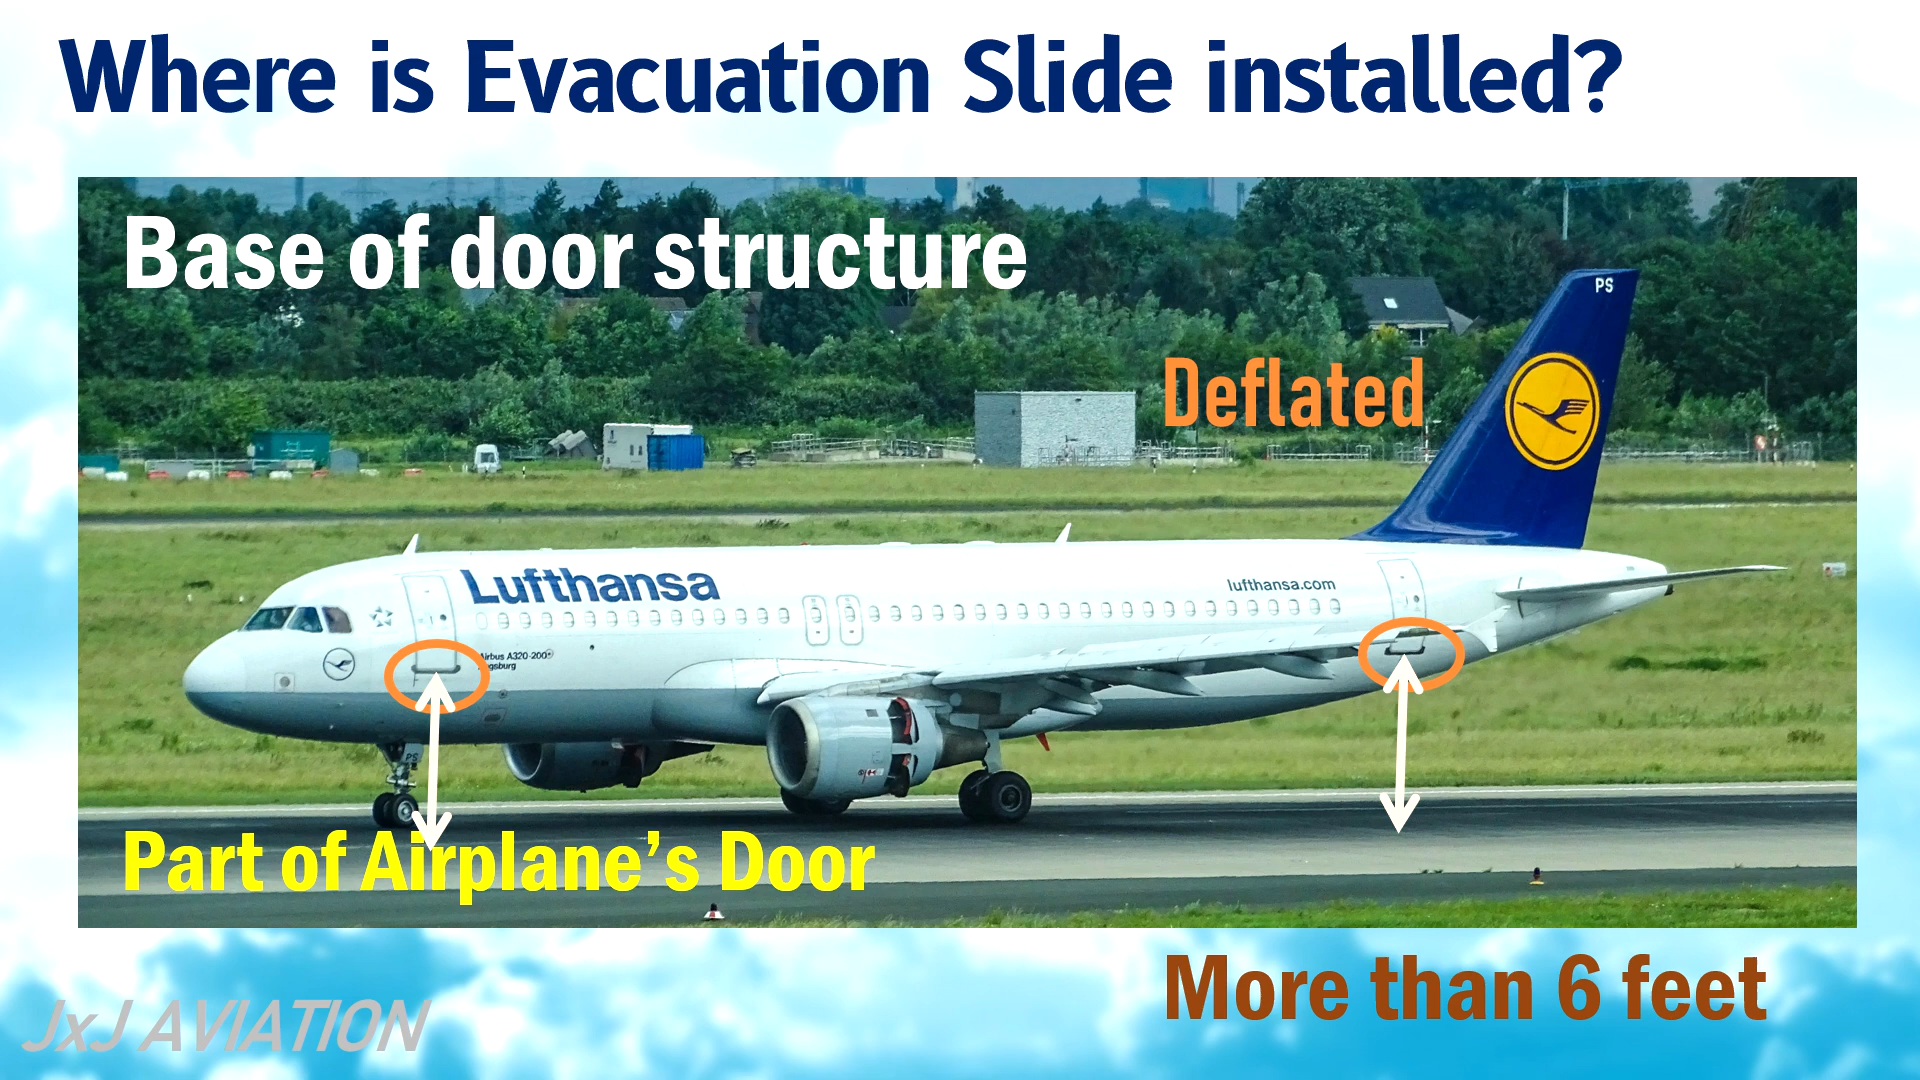 Where is Evacuation Slide installed?
Base of door structure
PS
Deflated
Lufthansa
lufthansa.com
Airbus A320-200
PS
Part of Airplane's Door
More than 6 feet
JxJ AVIATION